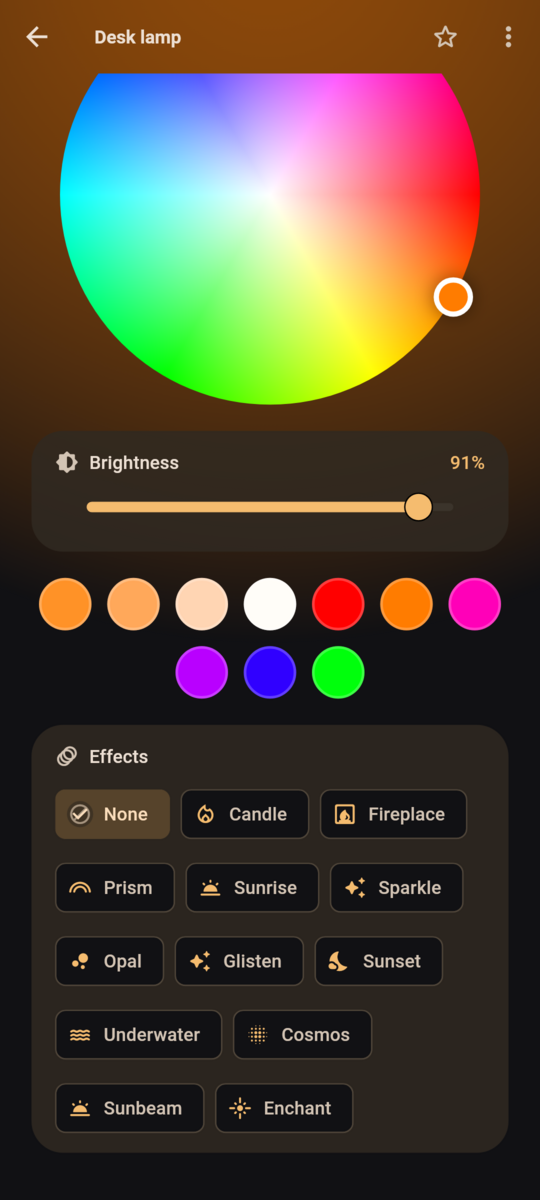 Desk lamp
Brightness 91%
Effects
None Candle Fireplace
Prism Sunrise Sparkle
Opal Glisten Sunset
Underwater Cosmos
Sunbeam Enchant